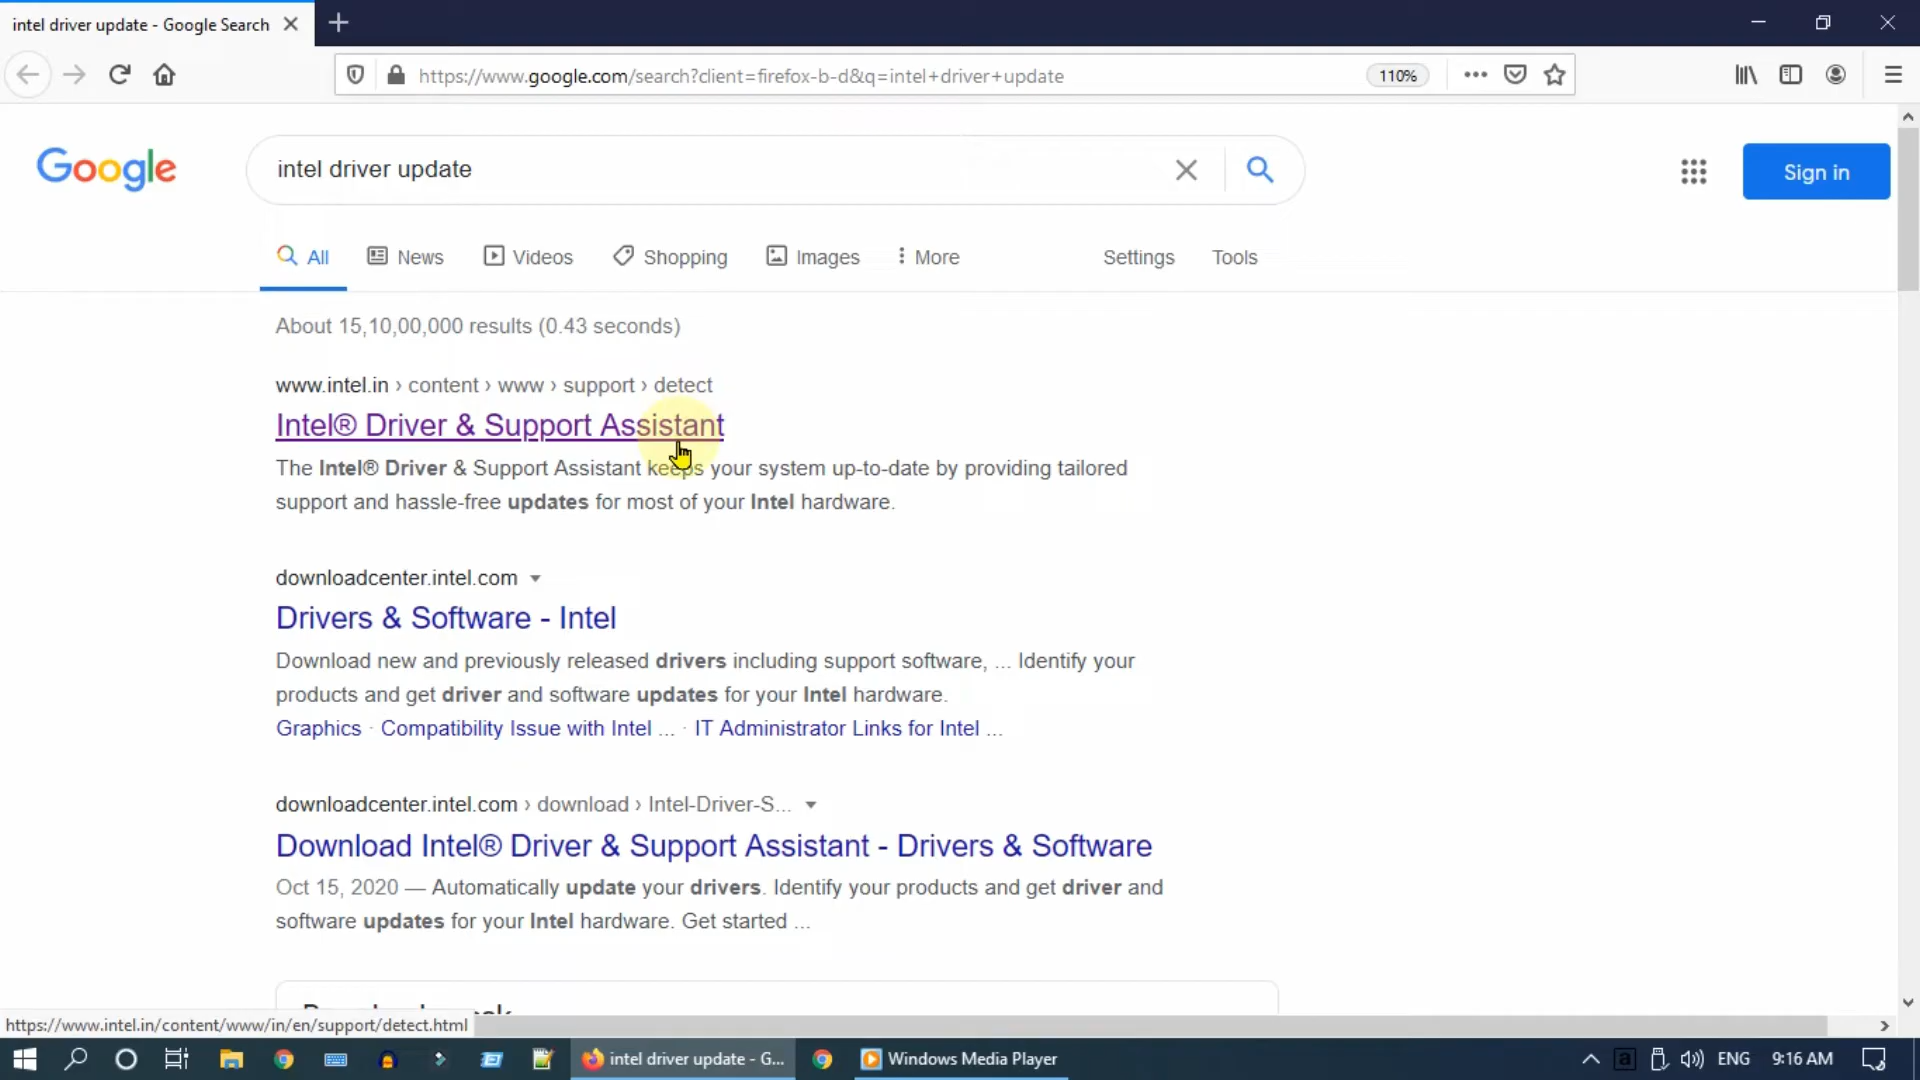 intel driver update - Google Search
https://www.google.com/search?client=firefox-b-d&q=intel+driver+update
110%
Google
intel driver update
Sign in
All News Videos Shopping Images More Settings Tools
About 15,10,00,000 results (0.43 seconds)
www.intel.in › content › www › support › detect
Intel® Driver & Support Assistant
The Intel® Driver & Support Assistant keeps your system up-to-date by providing tailored
support and hassle-free updates for most of your Intel hardware.
downloadcenter.intel.com
Drivers & Software - Intel
Download new and previously released drivers including support software, ... Identify your
products and get driver and software updates for your Intel hardware.
Graphics · Compatibility Issue with Intel ... · IT Administrator Links for Intel ...
downloadcenter.intel.com › download › Intel-Driver-S...
Download Intel® Driver & Support Assistant - Drivers & Software
Oct 15, 2020 — Automatically update your drivers. Identify your products and get driver and
software updates for your Intel hardware. Get started ...
https://www.intel.in/content/www/in/en/support/detect.html
intel driver update - G...
Windows Media Player
ENG
9:16 AM